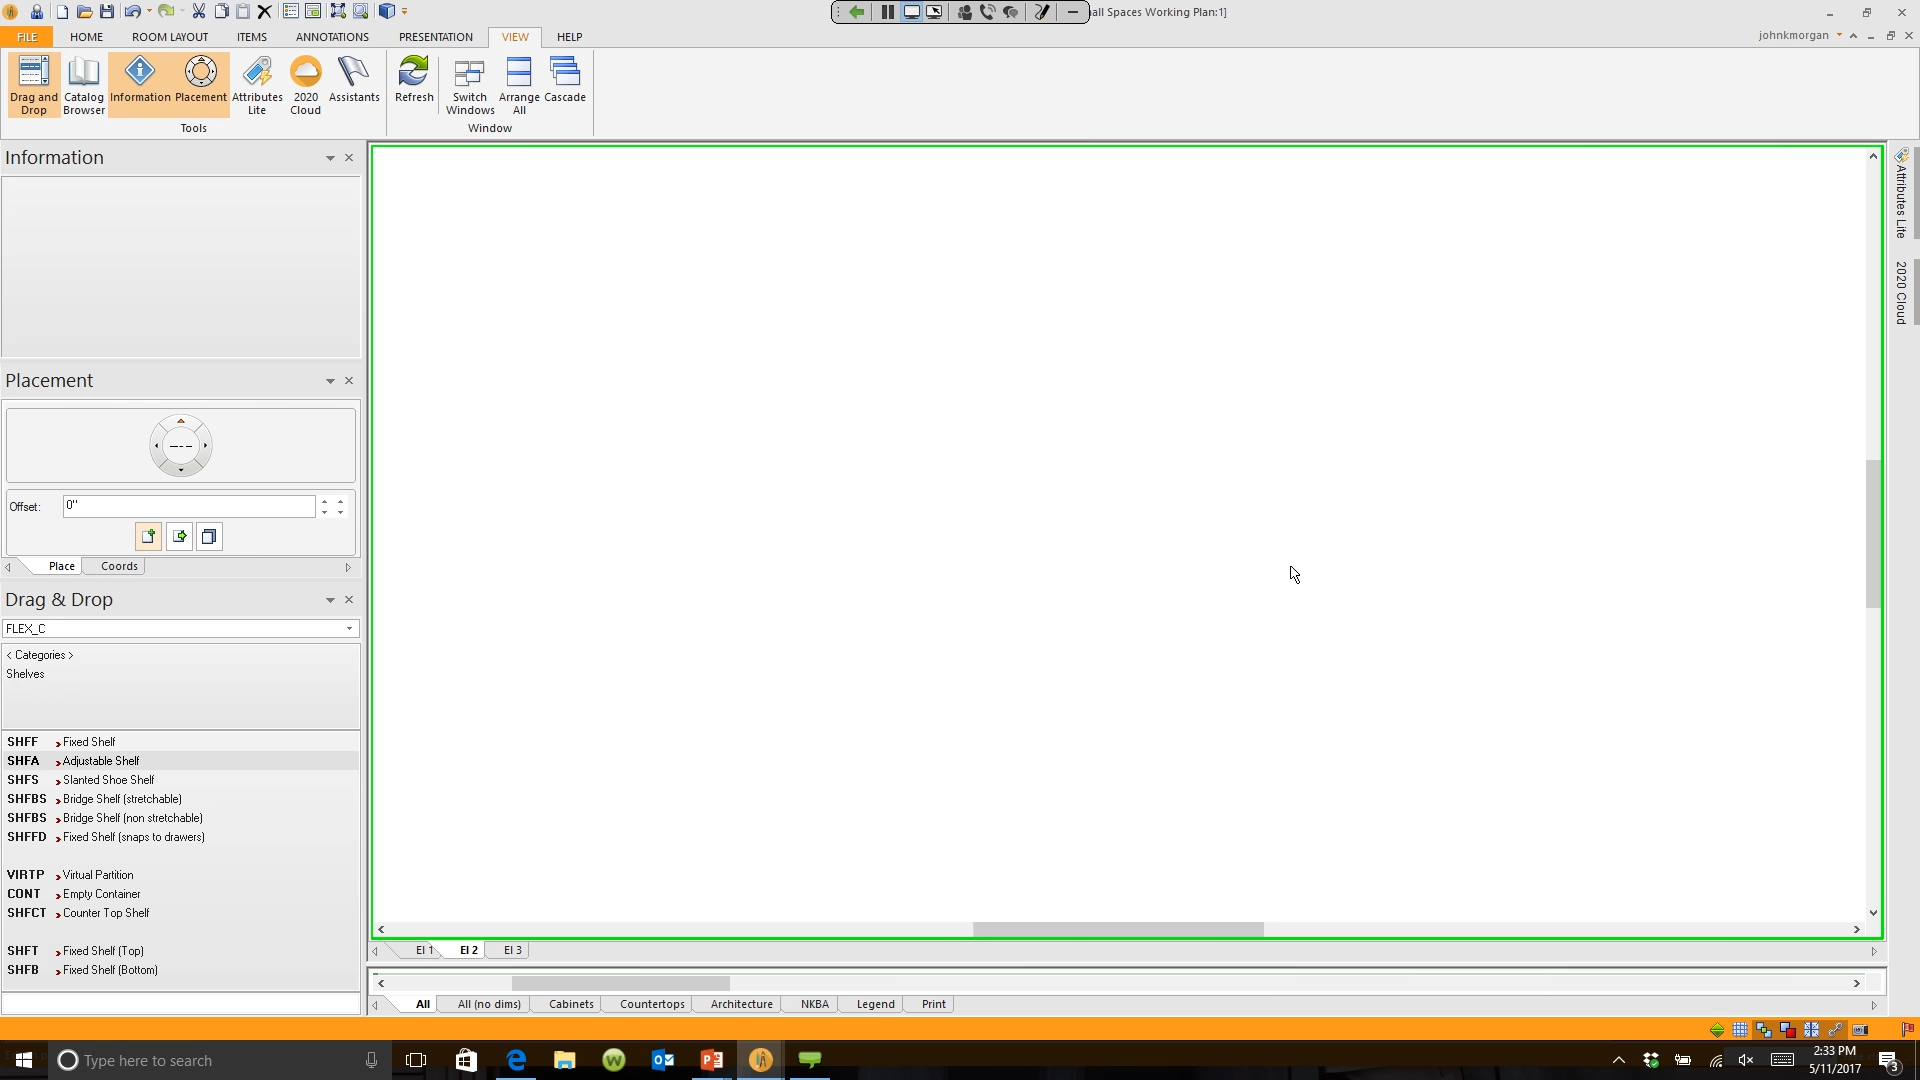 all Spaces Working Plan:1]
FILE
HOME
ROOM LAYOUT
ITEMS
ANNOTATIONS
PRESENTATION
VIEW
HELP
johnkmorgan
Drag and Drop
Catalog Browser
Information
Placement
Attributes Lite
2020 Cloud
Assistants
Refresh
Switch Windows
Arrange All
Cascade
Tools
Window
Information
Placement
Offset:
0"
Place
Coords
Drag & Drop
FLEX_C
< Categories >
Shelves
SHFF Fixed Shelf
SHFA Adjustable Shelf
SHFS Slanted Shoe Shelf
SHFBS Bridge Shelf (stretchable)
SHFBS Bridge Shelf (non stretchable)
SHFFD Fixed Shelf (snaps to drawers)
VIRTP Virtual Partition
CONT Empty Container
SHFCT Counter Top Shelf
SHFT Fixed Shelf (Top)
SHFB Fixed Shelf (Bottom)
Attributes Lite
2020 Cloud
El 1
El 2
El 3
All
All (no dims)
Cabinets
Countertops
Architecture
NKBA
Legend
Print
Type here to search
2:33 PM
5/11/2017
3